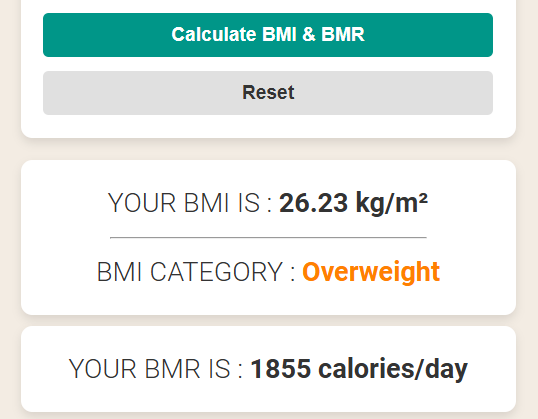 Calculate BMI & BMR
Reset
YOUR BMI IS : 26.23 kg/m²
BMI CATEGORY : Overweight
YOUR BMR IS : 1855 calories/day